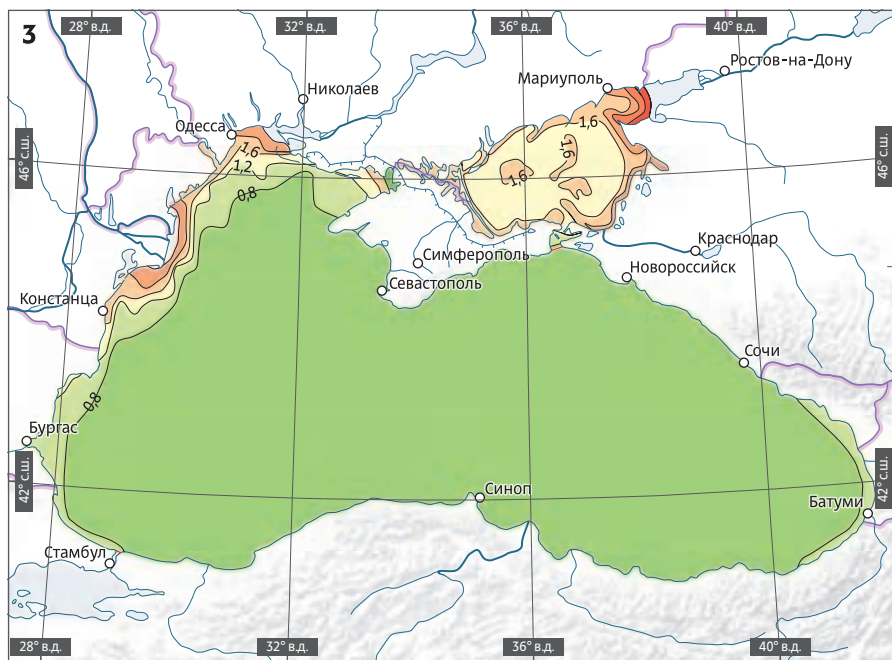 3
28° в.д.
32° в.д.
36° в.д.
40° в.д.
Ростов-на-Дону
Мариуполь
Николаев
Одесса
1,6
1,6
1,6
1,6
1,2
0,8
46° с.ш.
46° с.ш.
Симферополь
Краснодар
Севастополь
Новороссийск
Констанца
Сочи
0,8
Бургас
42° с.ш.
42° с.ш.
Синоп
Батуми
Стамбул
28° в.д.
32° в.д.
36° в.д.
40° в.д.